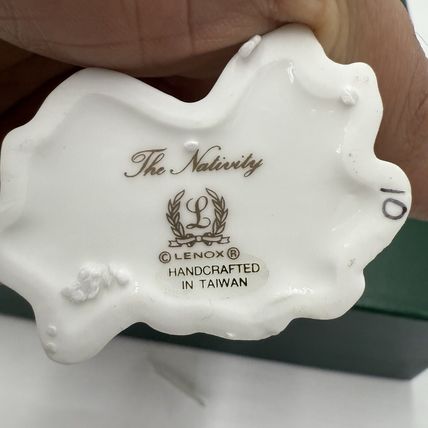 The Nativity
L
© LENOX ®
HANDCRAFTED
IN TAIWAN
10